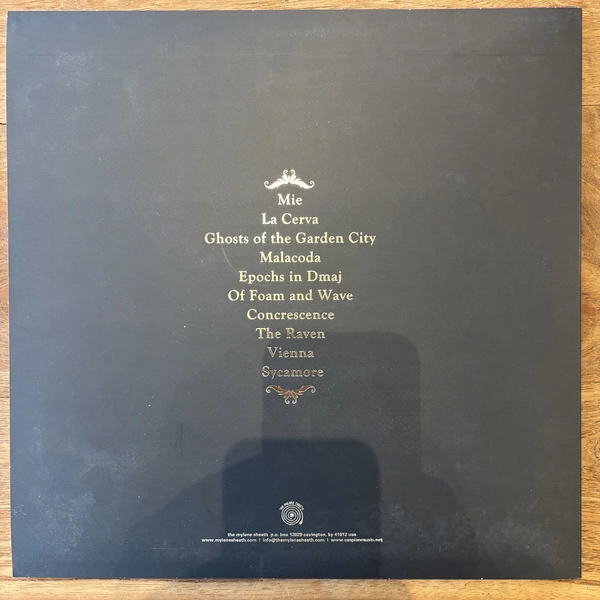 Mie
La Cerva
Ghosts of the Garden City
Malacoda
Epochs in Dmaj
Of Foam and Wave
Concrescence
The Raven
Vienna
Sycamore
the mylene sheath p.o. box 12029 covington, ky 41012 usa
www.mylenesheath.com | info@themylenesheath.com | www.caspianmusic.net